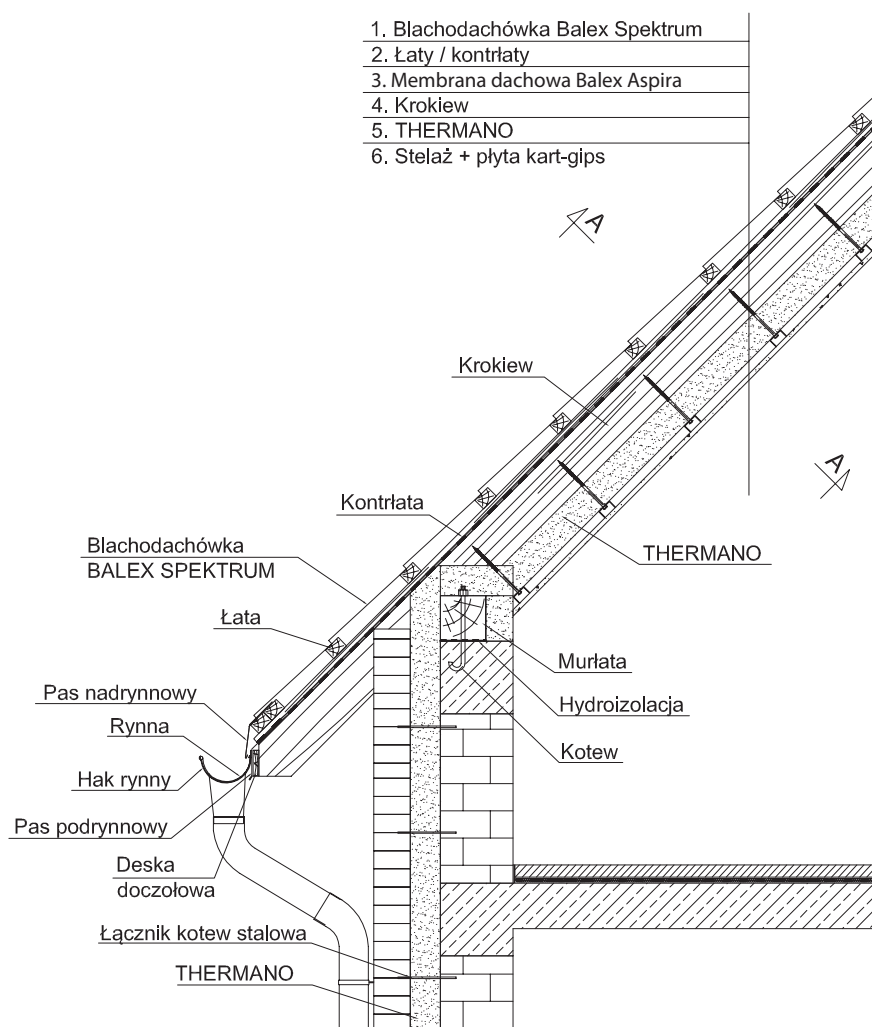 1. Blachodachówka Balex Spektrum
2. Łaty / kontrłaty
3. Membrana dachowa Balex Aspira
4. Krokiew
5. THERMANO
6. Stelaż + płyta kart-gips
A
Krokiew
A
Kontrłata
Blachodachówka
BALEX SPEKTRUM
THERMANO
Łata
Murłata
Pas nadrynnowy
Hydroizolacja
Rynna
Kotew
Hak rynny
Pas podrynnowy
Deska
doczołowa
Łącznik kotew stalowa
THERMANO